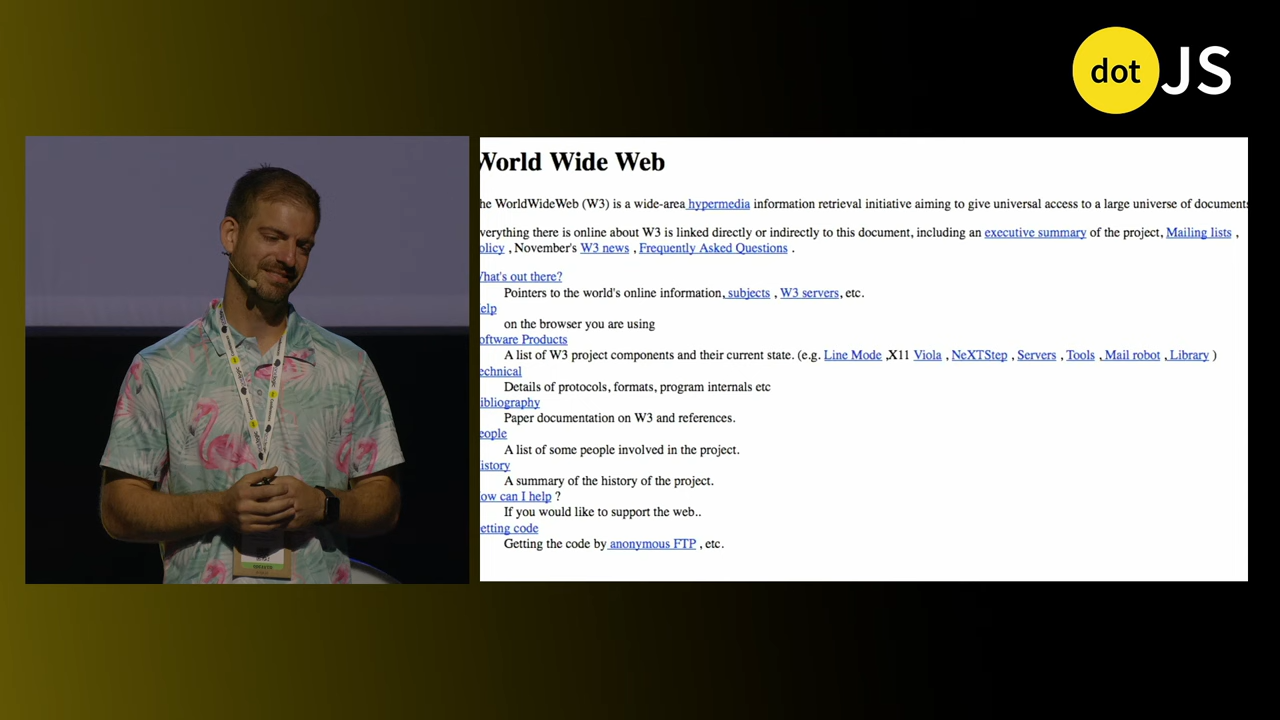 dot JS
World Wide Web
he WorldWideWeb (W3) is a wide-area hypermedia information retrieval initiative aiming to give universal access to a large universe of documents
verything there is online about W3 is linked directly or indirectly to this document, including an executive summary of the project, Mailing lists ,
olicy , November's W3 news , Frequently Asked Questions .
hat's out there?
Pointers to the world's online information, subjects , W3 servers, etc.
elp
on the browser you are using
oftware Products
A list of W3 project components and their current state. (e.g. Line Mode ,X11 Viola , NeXTStep , Servers , Tools , Mail robot , Library )
echnical
Details of protocols, formats, program internals etc
ibliography
Paper documentation on W3 and references.
eople
A list of some people involved in the project.
istory
A summary of the history of the project.
ow can I help ?
If you would like to support the web..
etting code
Getting the code by anonymous FTP , etc.